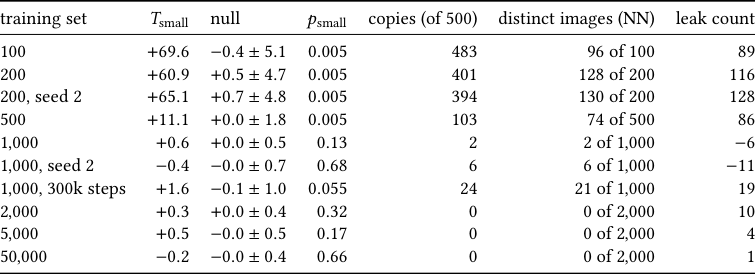 training set T_small null p_small copies (of 500) distinct images (NN) leak count
100 +69.6 −0.4 ± 5.1 0.005 483 96 of 100 89
200 +60.9 +0.5 ± 4.7 0.005 401 128 of 200 116
200, seed 2 +65.1 +0.7 ± 4.8 0.005 394 130 of 200 128
500 +11.1 +0.0 ± 1.8 0.005 103 74 of 500 86
1,000 +0.6 +0.0 ± 0.5 0.13 2 2 of 1,000 −6
1,000, seed 2 −0.4 −0.0 ± 0.7 0.68 6 6 of 1,000 −11
1,000, 300k steps +1.6 −0.1 ± 1.0 0.055 24 21 of 1,000 19
2,000 +0.3 +0.0 ± 0.4 0.32 0 0 of 2,000 10
5,000 +0.5 −0.0 ± 0.5 0.17 0 0 of 2,000 4
50,000 −0.2 −0.0 ± 0.4 0.66 0 0 of 2,000 1